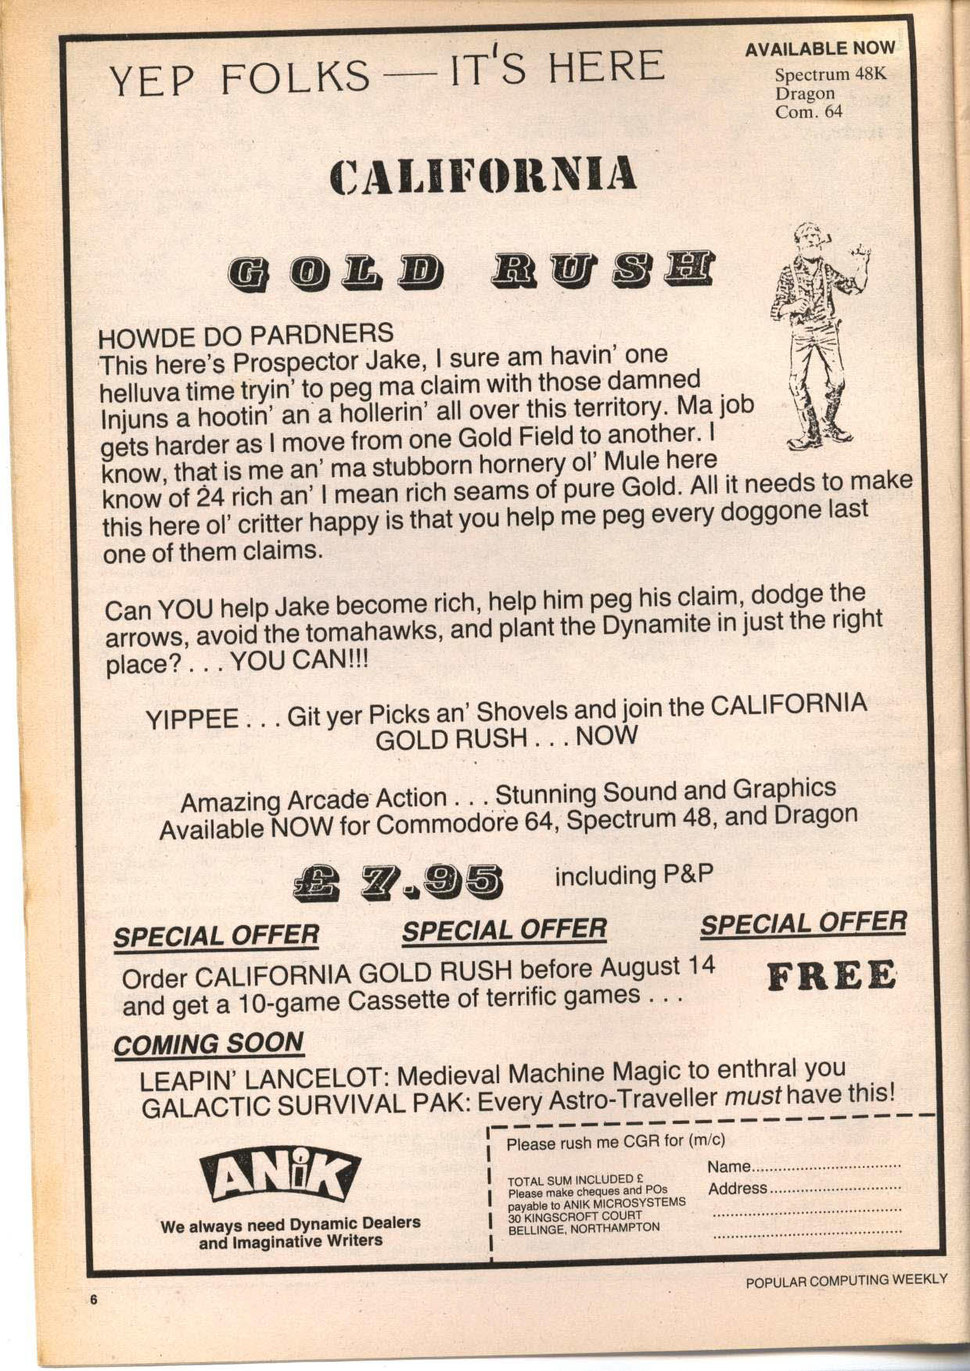 YEP FOLKS — IT'S HERE
AVAILABLE NOW
Spectrum 48K
Dragon
Com. 64
CALIFORNIA
GOLD RUSH
HOWDE DO PARDNERS
This here's Prospector Jake, I sure am havin' one
helluva time tryin' to peg ma claim with those damned
Injuns a hootin' an a hollerin' all over this territory. Ma job
gets harder as I move from one Gold Field to another. I
know, that is me an' ma stubborn hornery ol' Mule here
know of 24 rich an' I mean rich seams of pure Gold. All it needs to make
this here ol' critter happy is that you help me peg every doggone last
one of them claims.
Can YOU help Jake become rich, help him peg his claim, dodge the
arrows, avoid the tomahawks, and plant the Dynamite in just the right
place? . . . YOU CAN!!!
YIPPEE . . . Git yer Picks an' Shovels and join the CALIFORNIA
GOLD RUSH . . . NOW
Amazing Arcade Action . . . Stunning Sound and Graphics
Available NOW for Commodore 64, Spectrum 48, and Dragon
£7.95 including P&P
SPECIAL OFFER SPECIAL OFFER SPECIAL OFFER
Order CALIFORNIA GOLD RUSH before August 14
and get a 10-game Cassette of terrific games . . .
FREE
COMING SOON
LEAPIN' LANCELOT: Medieval Machine Magic to enthral you
GALACTIC SURVIVAL PAK: Every Astro-Traveller must have this!
ANiK
We always need Dynamic Dealers
and Imaginative Writers
Please rush me CGR for (m/c)
TOTAL SUM INCLUDED £
Please make cheques and POs
payable to ANIK MICROSYSTEMS
30 KINGSCROFT COURT
BELLINGE, NORTHAMPTON
Name.................................
Address.............................
6
POPULAR COMPUTING WEEKLY